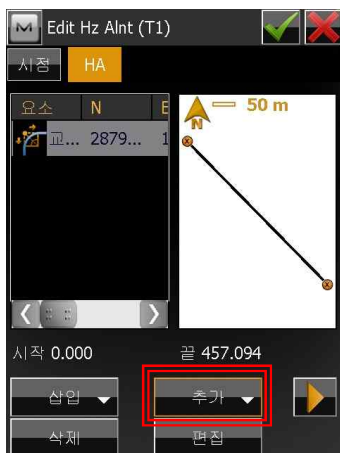 Edit Hz Alnt (T1)
시점 HA
요소 N E
교... 2879... 1
50 m
N
시작 0.000 끝 457.094
삽입 추가
삭제 편집